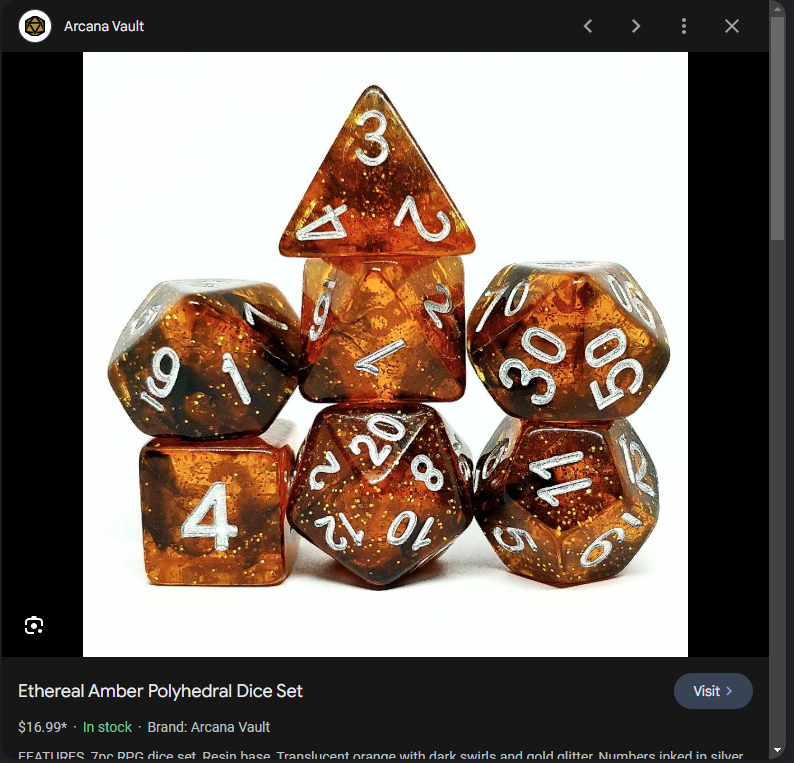 Arcana Vault
3
4 2
9 1 7
6 2
1
10
30 50
4
20
2 8
12 10
11 12
5 9
Ethereal Amber Polyhedral Dice Set
Visit
$16.99* · In stock · Brand: Arcana Vault
FEATURES. 7pc RPG dice set. Resin base. Translucent orange with dark swirls and gold glitter. Numbers inked in silver.